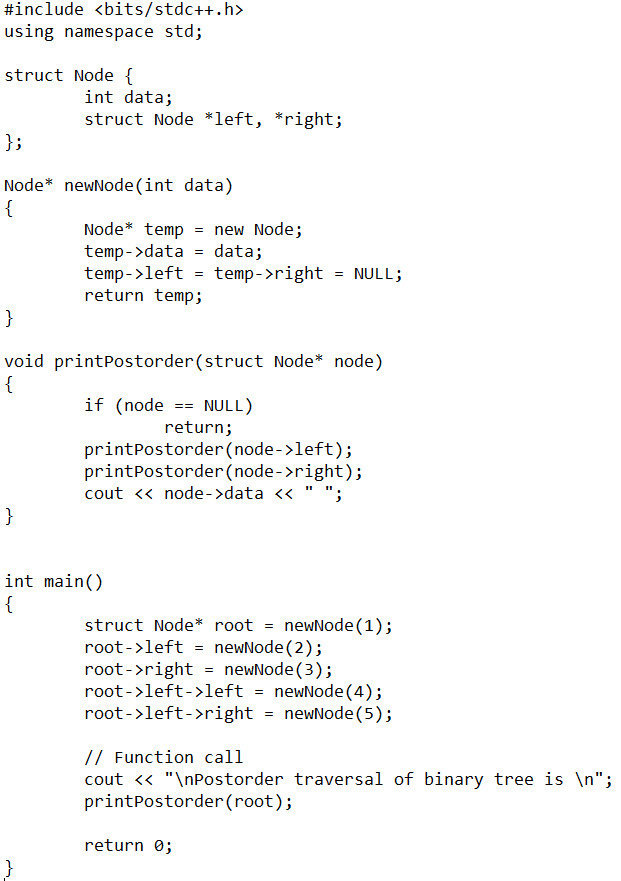 #include <bits/stdc++.h>
using namespace std;

struct Node {
        int data;
        struct Node *left, *right;
};

Node* newNode(int data)
{
        Node* temp = new Node;
        temp->data = data;
        temp->left = temp->right = NULL;
        return temp;
}

void printPostorder(struct Node* node)
{
        if (node == NULL)
                return;
        printPostorder(node->left);
        printPostorder(node->right);
        cout << node->data << " ";
}


int main()
{
        struct Node* root = newNode(1);
        root->left = newNode(2);
        root->right = newNode(3);
        root->left->left = newNode(4);
        root->left->right = newNode(5);

        // Function call
        cout << "\nPostorder traversal of binary tree is \n";
        printPostorder(root);

        return 0;
}